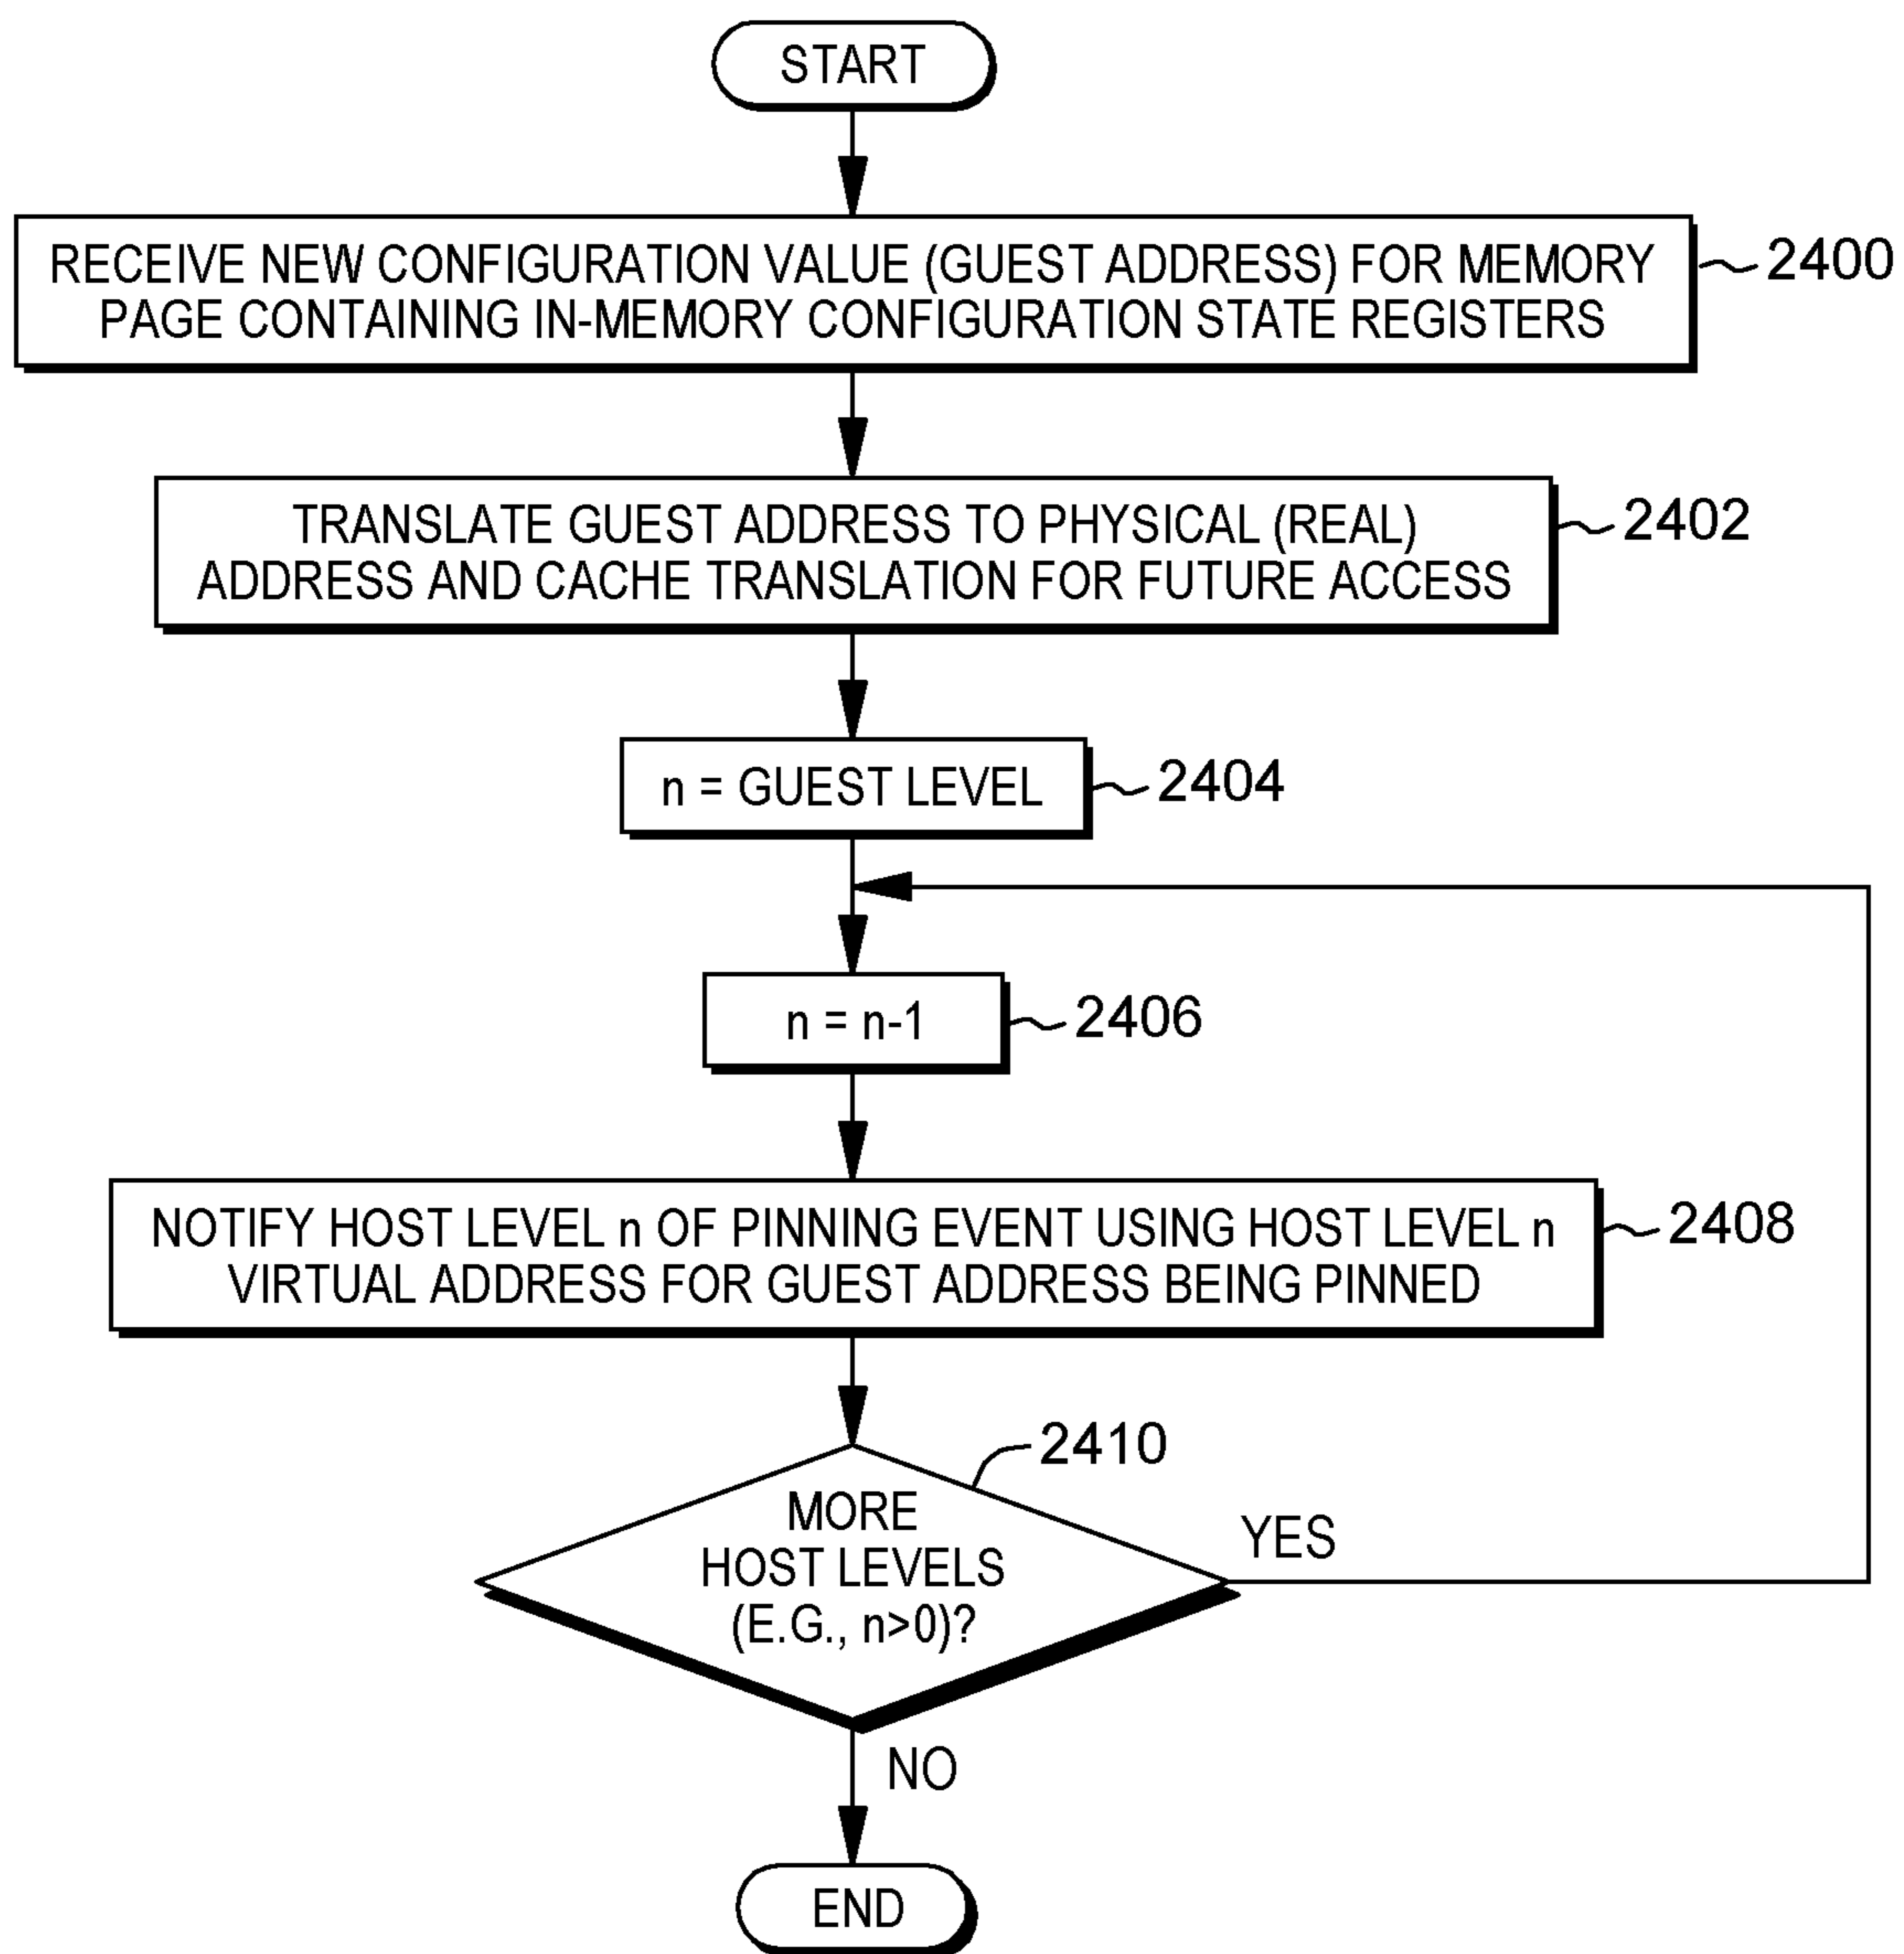 START
RECEIVE NEW CONFIGURATION VALUE (GUEST ADDRESS) FOR MEMORY
PAGE CONTAINING IN-MEMORY CONFIGURATION STATE REGISTERS
2400
TRANSLATE GUEST ADDRESS TO PHYSICAL (REAL)
ADDRESS AND CACHE TRANSLATION FOR FUTURE ACCESS
2402
n = GUEST LEVEL
2404
n = n-1
2406
NOTIFY HOST LEVEL n OF PINNING EVENT USING HOST LEVEL n
VIRTUAL ADDRESS FOR GUEST ADDRESS BEING PINNED
2408
2410
MORE
HOST LEVELS
(E.G., n>0)?
YES
NO
END